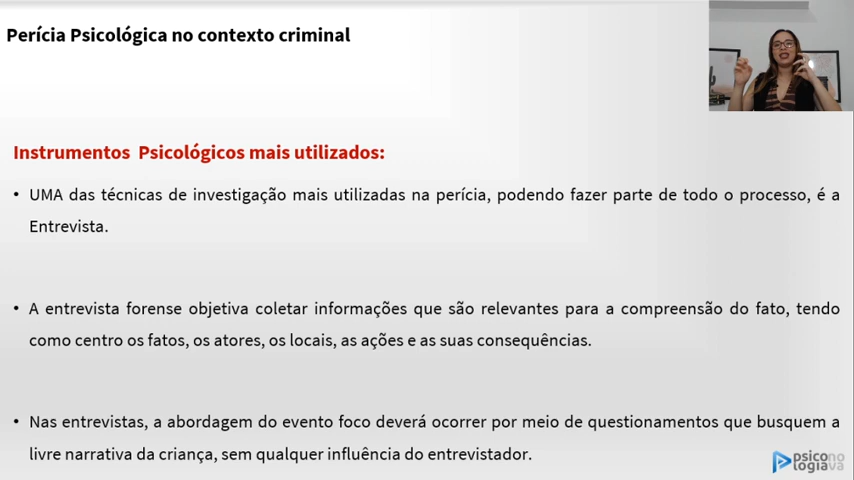 Perícia Psicológica no contexto criminal
Instrumentos Psicológicos mais utilizados:
• UMA das técnicas de investigação mais utilizadas na perícia, podendo fazer parte de todo o processo, é a
Entrevista.
• A entrevista forense objetiva coletar informações que são relevantes para a compreensão do fato, tendo
como centro os fatos, os atores, os locais, as ações e as suas consequências.
• Nas entrevistas, a abordagem do evento foco deverá ocorrer por meio de questionamentos que busquem a
livre narrativa da criança, sem qualquer influência do entrevistador.
psicono
logiava